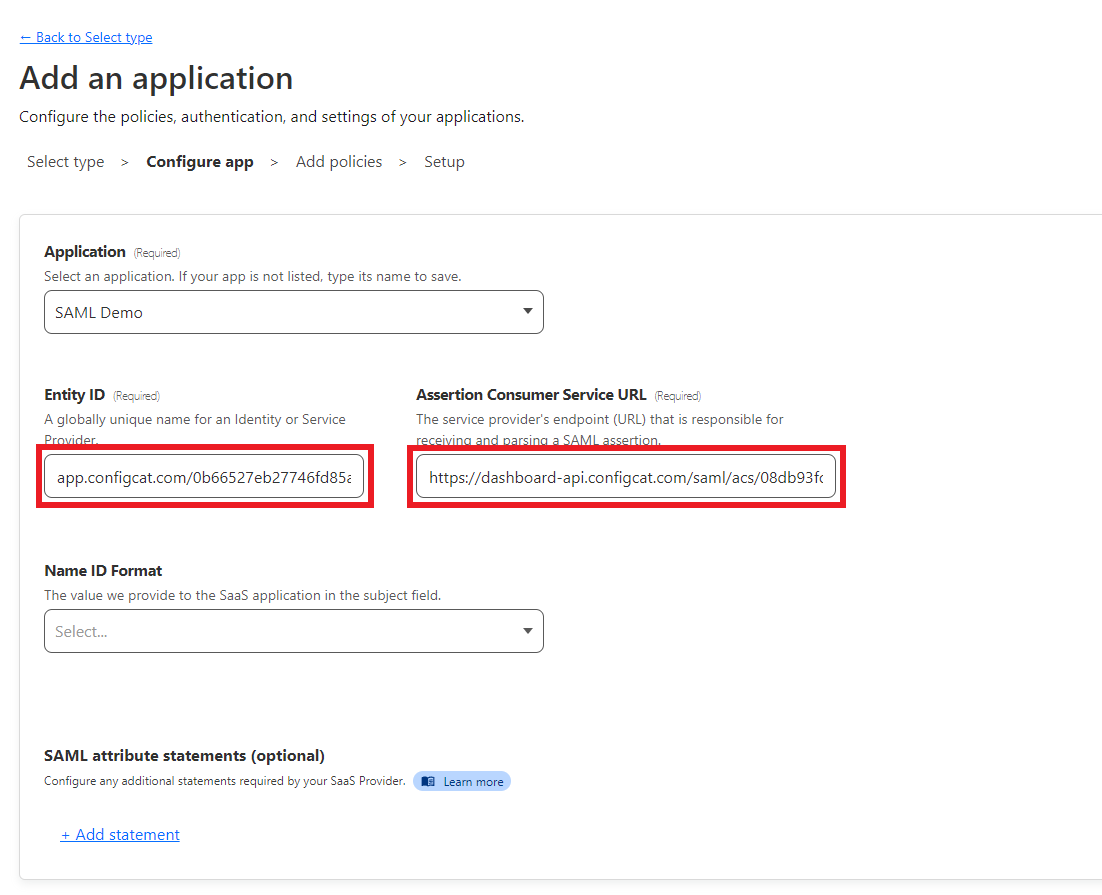 ← Back to Select type
Add an application
Configure the policies, authentication, and settings of your applications.
Select type > Configure app > Add policies > Setup
Application (Required)
Select an application. If your app is not listed, type its name to save.
SAML Demo
Entity ID (Required)
A globally unique name for an Identity or Service
Provider.
app.configcat.com/0b66527eb27746fd85a
Assertion Consumer Service URL (Required)
The service provider's endpoint (URL) that is responsible for
receiving and parsing a SAML assertion.
https://dashboard-api.configcat.com/saml/acs/08db93fc
Name ID Format
The value we provide to the SaaS application in the subject field.
Select...
SAML attribute statements (optional)
Configure any additional statements required by your SaaS Provider. Learn more
+ Add statement